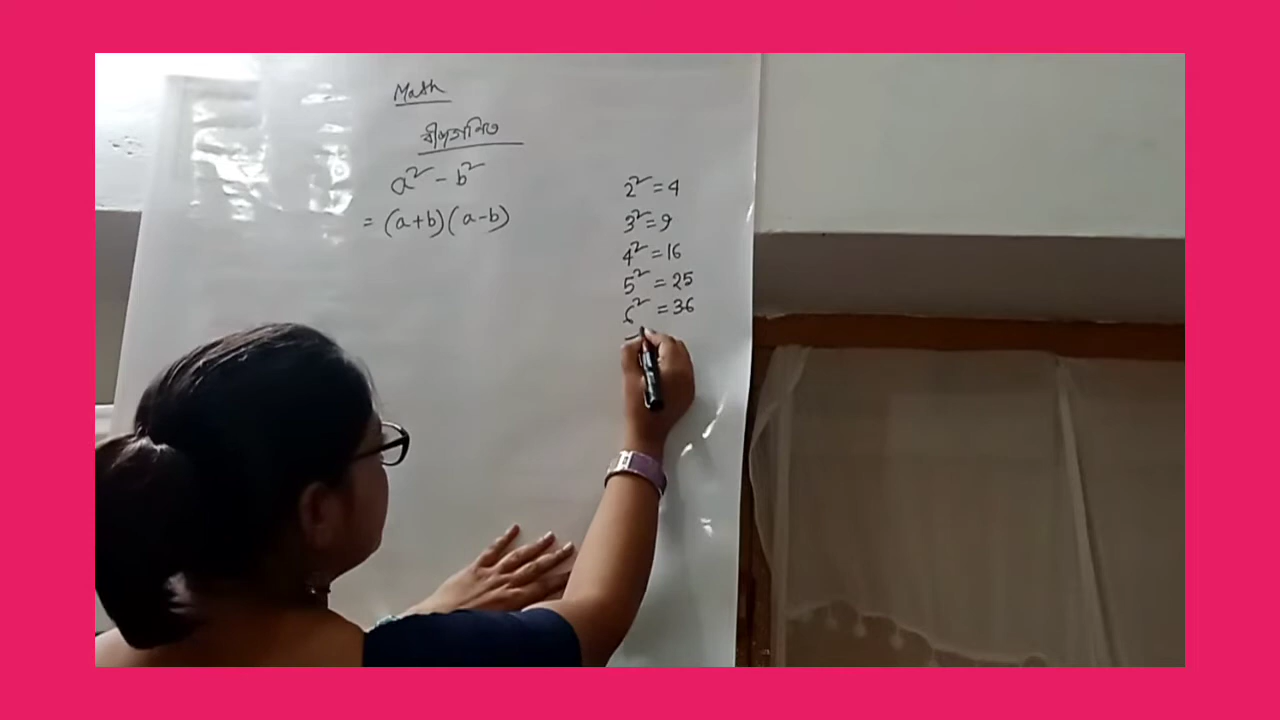 Math
বীজগণিত
a² - b²
= (a+b)(a-b)
2² = 4
3² = 9
4² = 16
5² = 25
6² = 36